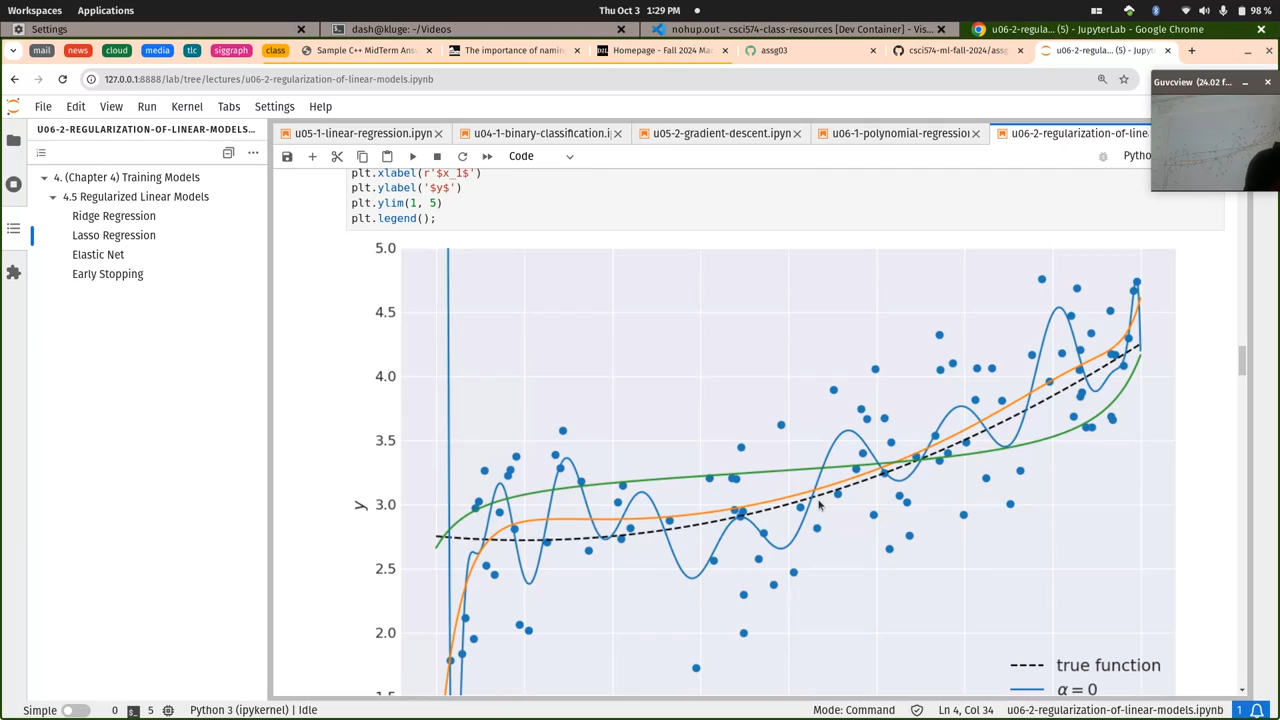 Workspaces Applications Thu Oct 3 1:29 PM 98 %
Settings dash@kluge: ~/Videos nohup.out - csci574-class-resources [Dev Container] - Vis... u06-2-regula... (5) - JupyterLab - Google Chrome
mail news cloud media tlc siggraph class Sample C++ MidTerm Ans The importance of namin Homepage - Fall 2024 Ma assg03 csci574-ml-fall-2024/assg u06-2-regula... (5) - Jupyt
127.0.0.1:8888/lab/tree/lectures/u06-2-regularization-of-linear-models.ipynb
Guvcview (24.02 f...
File Edit View Run Kernel Tabs Settings Help
U06-2-REGULARIZATION-OF-LINEAR-MODELS...
u05-1-linear-regression.ipyn u04-1-binary-classification.i u05-2-gradient-descent.ipyn u06-1-polynomial-regression u06-2-regularization-of-line
Code Pytho
4. (Chapter 4) Training Models
4.5 Regularized Linear Models
Ridge Regression
Lasso Regression
Elastic Net
Early Stopping
plt.xlabel(r'$x_1$')
plt.ylabel('$y$')
plt.ylim(1, 5)
plt.legend();
5.0
4.5
4.0
3.5
3.0
2.5
2.0
1.5
y
true function
α = 0
Simple 0 $_ 5 Python 3 (ipykernel) | Idle Mode: Command Ln 4, Col 34 u06-2-regularization-of-linear-models.ipynb 1